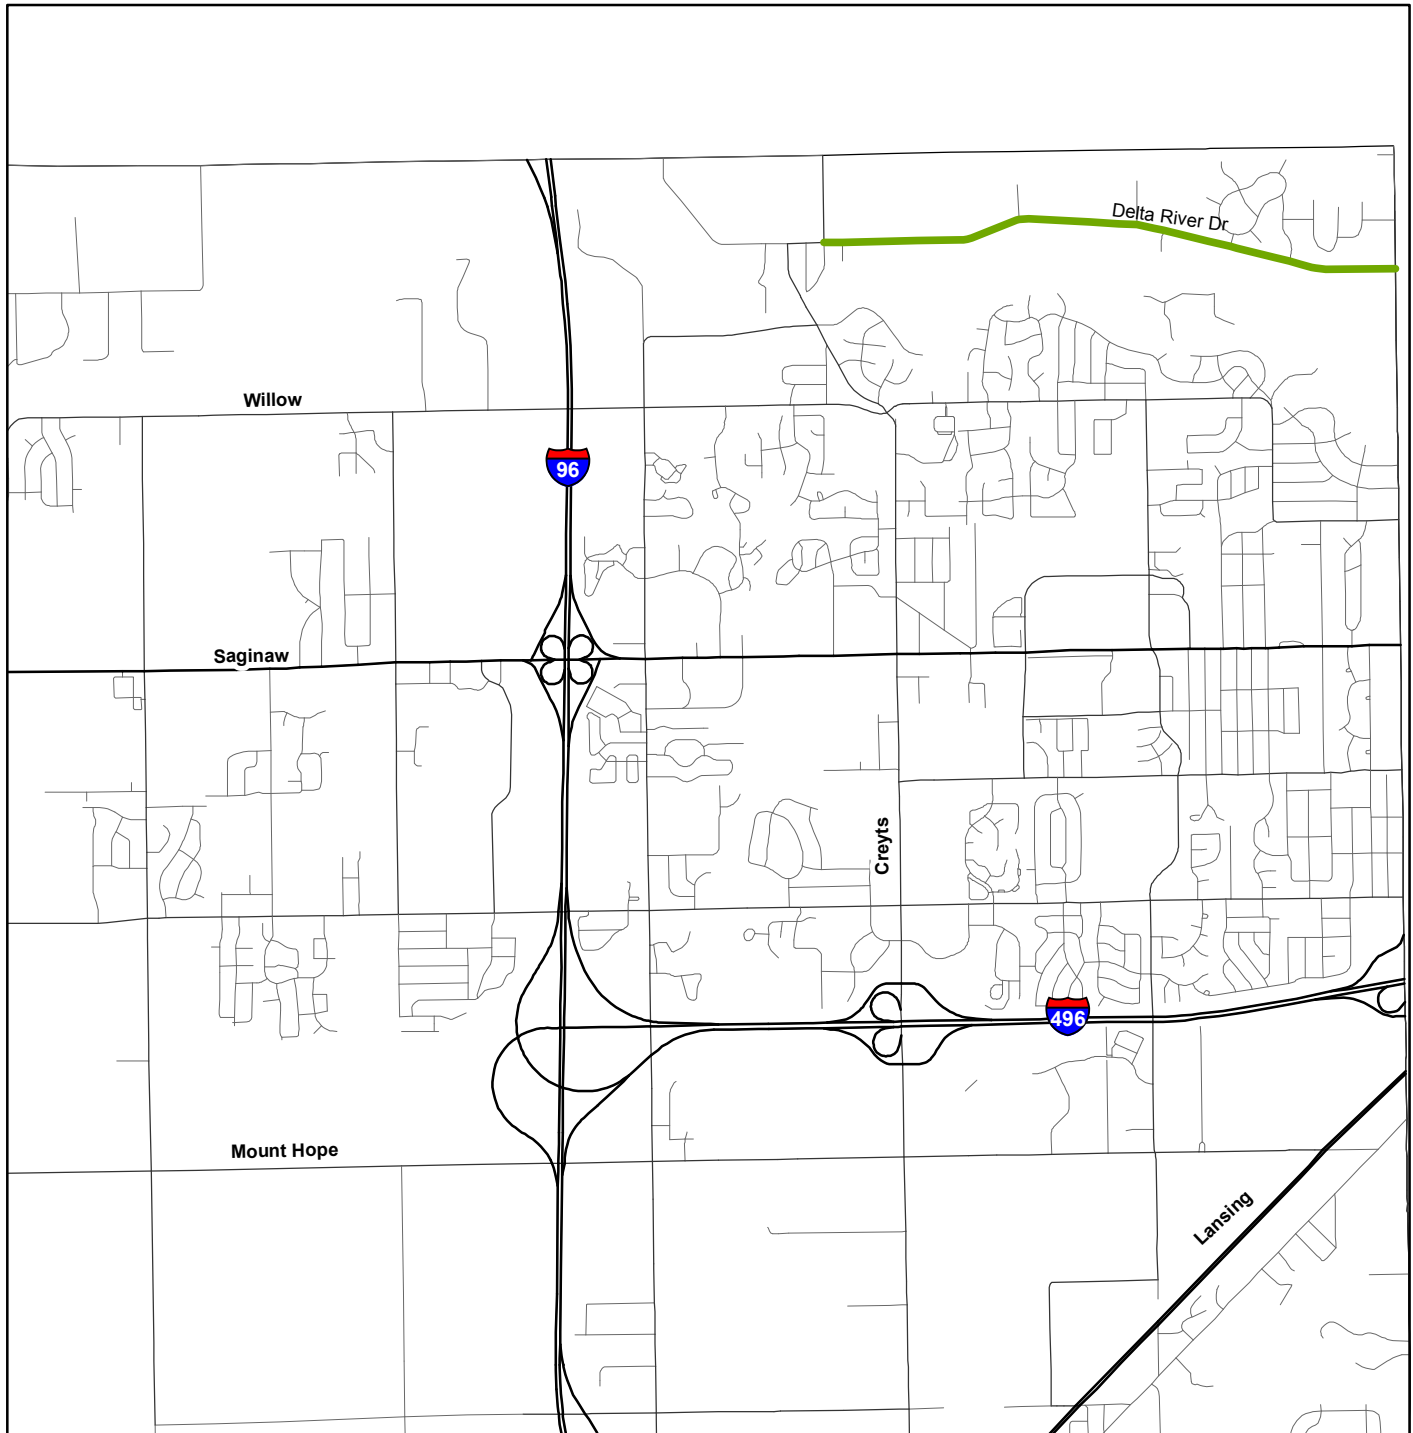 Delta River Dr
Willow
96
Saginaw
Creyts
496
Mount Hope
Lansing